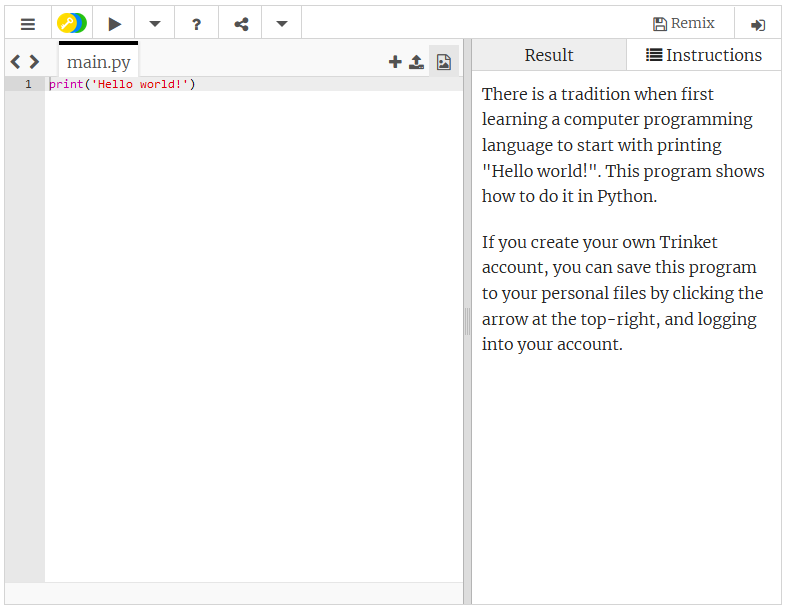 Remix
main.py
Result
Instructions
1 print('Hello world!')
There is a tradition when first
learning a computer programming
language to start with printing
"Hello world!". This program shows
how to do it in Python.
If you create your own Trinket
account, you can save this program
to your personal files by clicking the
arrow at the top-right, and logging
into your account.